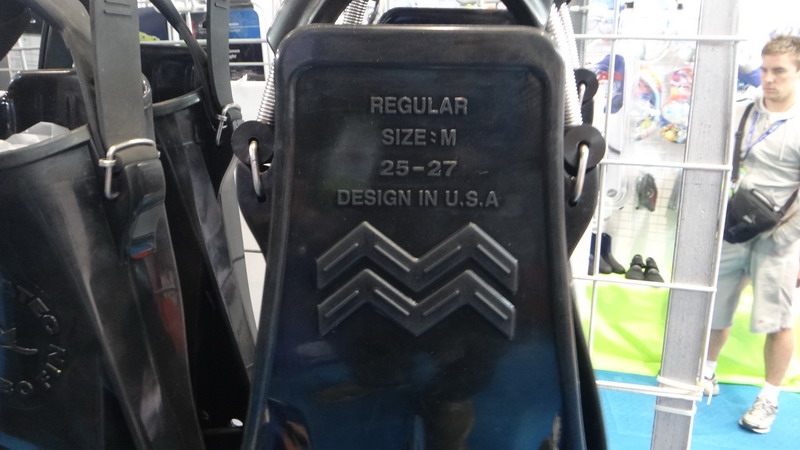 REGULAR
SIZE:M
25-27
DESIGN IN U.S.A